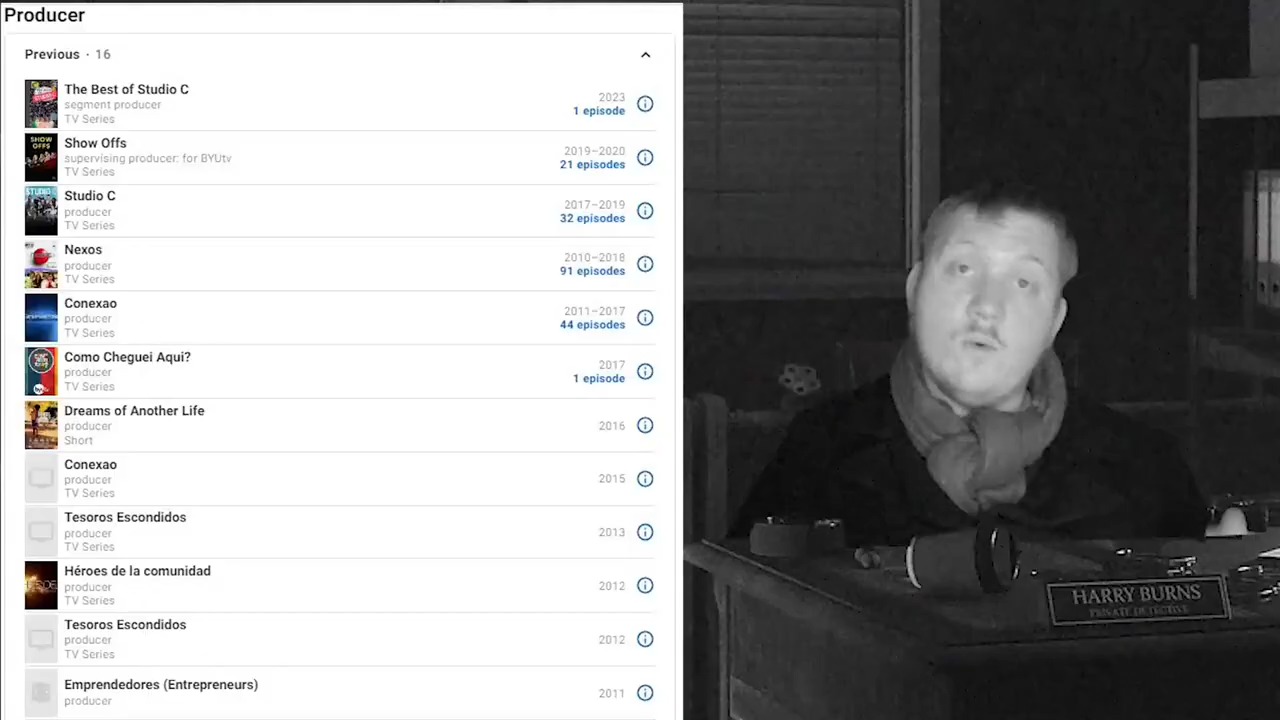 Producer
Previous · 16
The Best of Studio C
segment producer
TV Series
2023
1 episode
SHOW
OFFS
Show Offs
supervising producer: for BYUtv
TV Series
2019–2020
21 episodes
STUDIO
Studio C
producer
TV Series
2017–2019
32 episodes
Nexos
producer
TV Series
2010–2018
91 episodes
Conexao
producer
TV Series
2011–2017
44 episodes
Como Cheguei Aqui?
producer
TV Series
2017
1 episode
Dreams of Another Life
producer
Short
2016
Conexao
producer
TV Series
2015
Tesoros Escondidos
producer
TV Series
2013
Héroes de la comunidad
producer
TV Series
2012
Tesoros Escondidos
producer
TV Series
2012
Emprendedores (Entrepreneurs)
producer
2011
HARRY BURNS
PRIVATE DETECTIVE